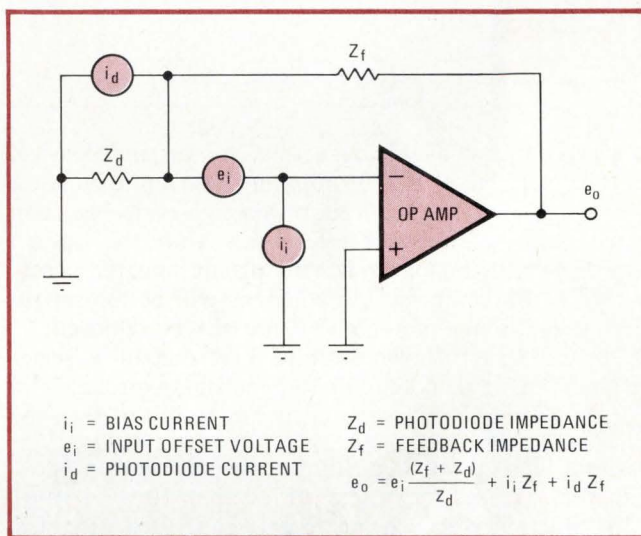 i_d
Z_f
Z_d
e_i
−
OP AMP
e_o
i_i
+
i_i = BIAS CURRENT
e_i = INPUT OFFSET VOLTAGE
i_d = PHOTODIODE CURRENT
Z_d = PHOTODIODE IMPEDANCE
Z_f = FEEDBACK IMPEDANCE
e_o = e_i (Z_f + Z_d) / Z_d + i_i Z_f + i_d Z_f